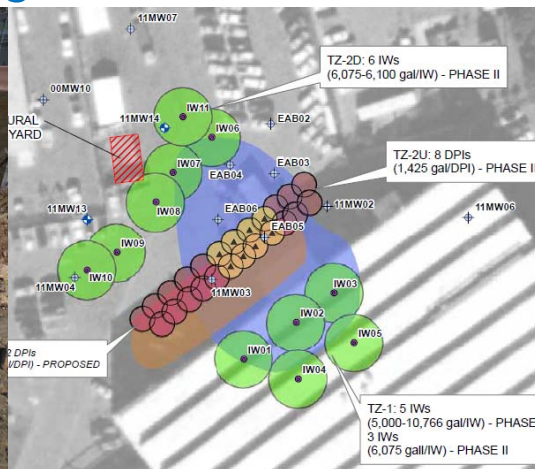 11MW07
TZ-2D: 6 IWs
(6,075-6,100 gal/IW) - PHASE II
00MW10
IW11
11MW14
EAB02
URAL
YARD
IW06
TZ-2U: 8 DPIs
(1,425 gal/DPI) - PHASE II
IW07
EAB04
EAB03
IW08
11MW02
11MW06
11MW13
EAB06
EAB05
IW09
IW10
11MW04
11MW03
IW03
IW02
2 DPIs
/DPI) - PROPOSED
IW05
IW01
IW04
TZ-1: 5 IWs
(5,000-10,766 gal/IW) - PHASE
3 IWs
(6,075 gall/IW) - PHASE II